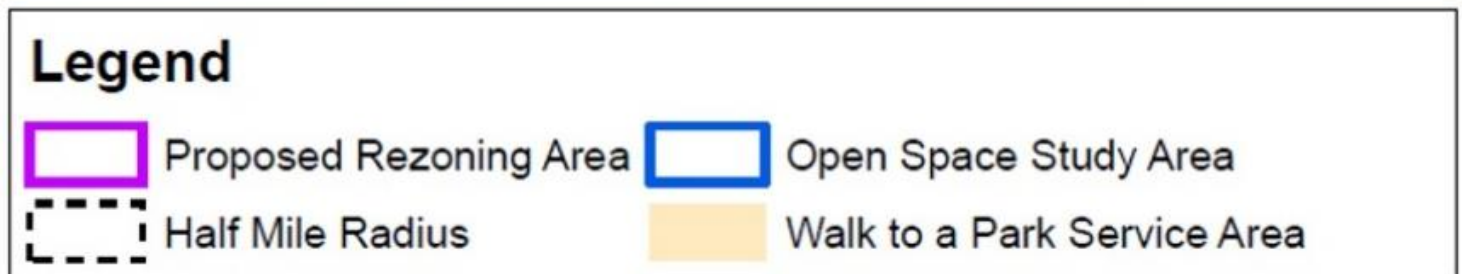 Legend
Proposed Rezoning Area
Open Space Study Area
Half Mile Radius
Walk to a Park Service Area